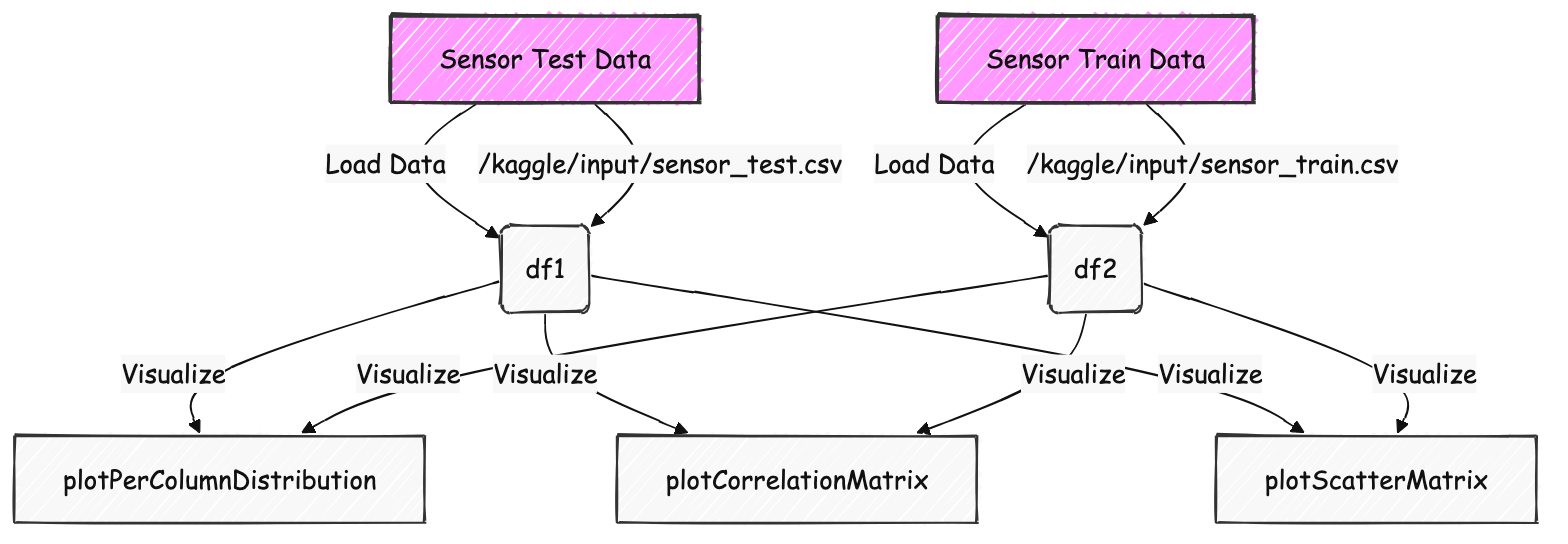 Sensor Test Data
Sensor Train Data
Load Data
/kaggle/input/sensor_test.csv
Load Data
/kaggle/input/sensor_train.csv
df1
df2
Visualize
Visualize
Visualize
Visualize
Visualize
Visualize
plotPerColumnDistribution
plotCorrelationMatrix
plotScatterMatrix